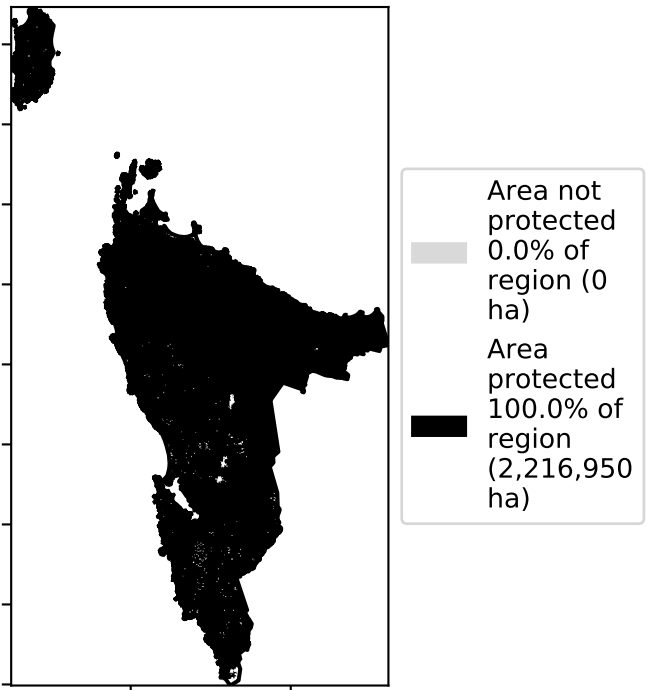 Area not
protected
0.0% of
region (0
ha)
Area
protected
100.0% of
region
(2,216,950
ha)